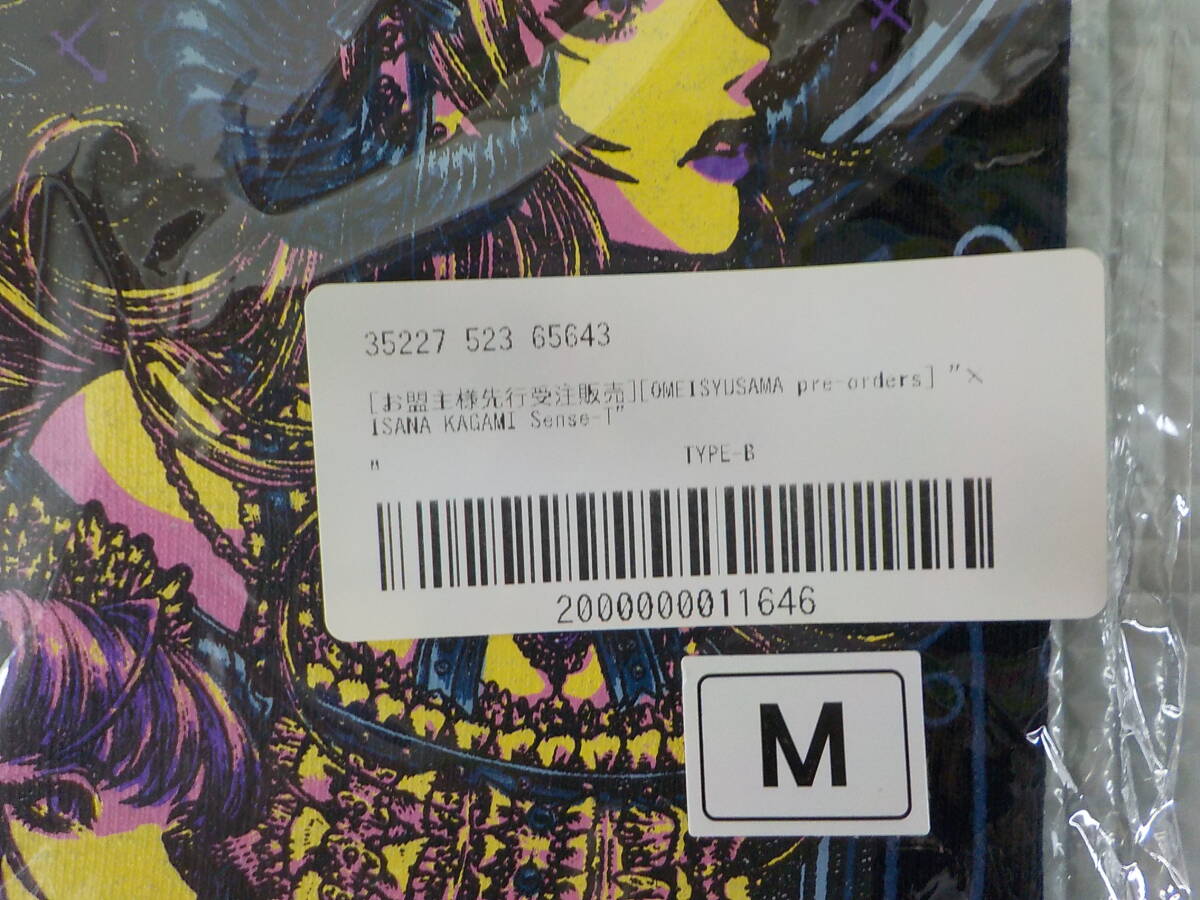 35227 523 65643
[お盟主様先行受注販売][OMEISYUSAMA pre-orders] "×
ISANA KAGAMI Sense-T"
M TYPE-B
2000000011646
M